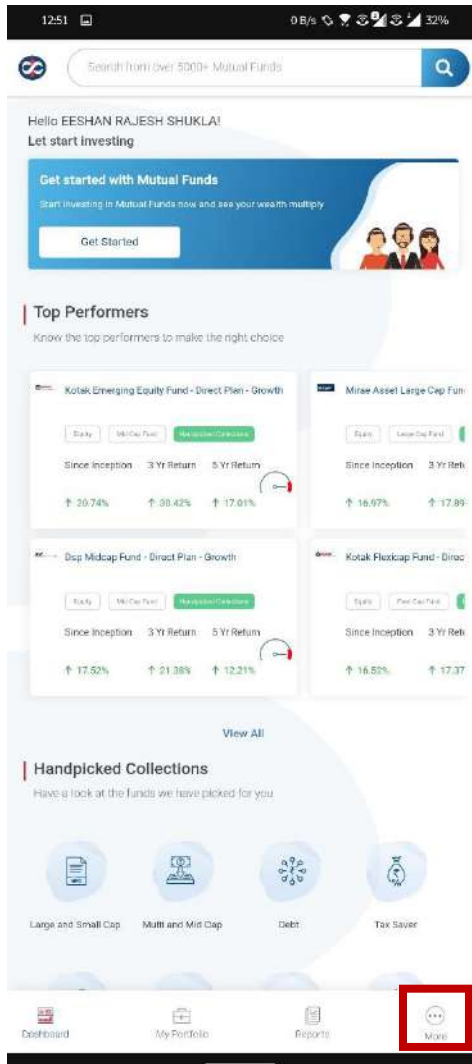 12:51
0 B/s
32%
Search from over 5000+ Mutual Funds
Hello EESHAN RAJESH SHUKLA!
Let start investing
Get started with Mutual Funds
Start investing in Mutual Funds now and see your wealth multiply
Get Started
Top Performers
Know the top performers to make the right choice
Kotak Emerging Equity Fund - Direct Plan - Growth
Equity Mid Cap Fund Handpicked Collections
Since Inception 3 Yr Return 5 Yr Return
20.74% 30.42% 17.01%
Mirae Asset Large Cap Fun
Equity Large Cap Fund
Since Inception 3 Yr Ret
16.97% 17.89
Dsp Midcap Fund - Direct Plan - Growth
Equity Mid Cap Fund Handpicked Collections
Since Inception 3 Yr Return 5 Yr Return
17.52% 21.38% 12.21%
Kotak Flexicap Fund - Direc
Equity Flexi Cap Fund
Since Inception 3 Yr Ret
16.52% 17.37
View All
Handpicked Collections
Have a look at the funds we have picked for you
Large and Small Cap
Multi and Mid Cap
Debt
Tax Saver
Dashboard
My Portfolio
Reports
More